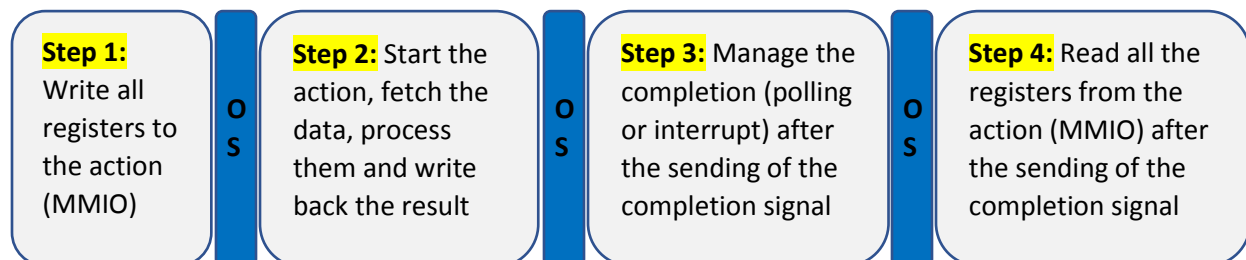 Step 1:
Write all
registers to
the action
(MMIO)
O
S
Step 2: Start the
action, fetch the
data, process
them and write
back the result
O
S
Step 3: Manage the
completion (polling
or interrupt) after
the sending of the
completion signal
O
S
Step 4: Read all the
registers from the
action (MMIO) after
the sending of the
completion signal